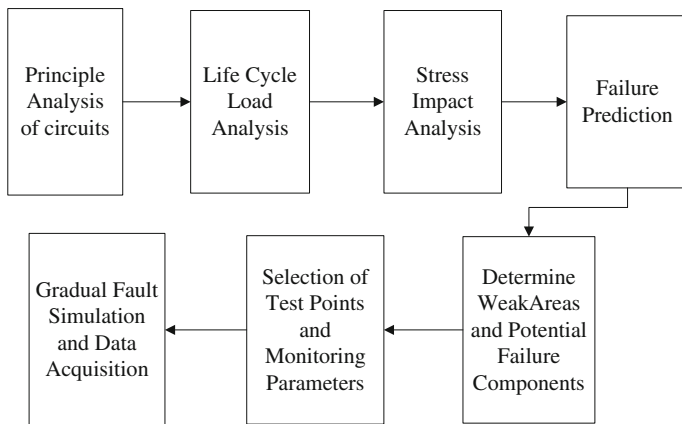 Principle
Analysis
of circuits
Life Cycle
Load
Analysis
Stress
Impact
Analysis
Failure
Prediction
Determine
WeakAreas
and Potential
Failure
Components
Selection of
Test Points
and
Monitoring
Parameters
Gradual Fault
Simulation
and Data
Acquisition